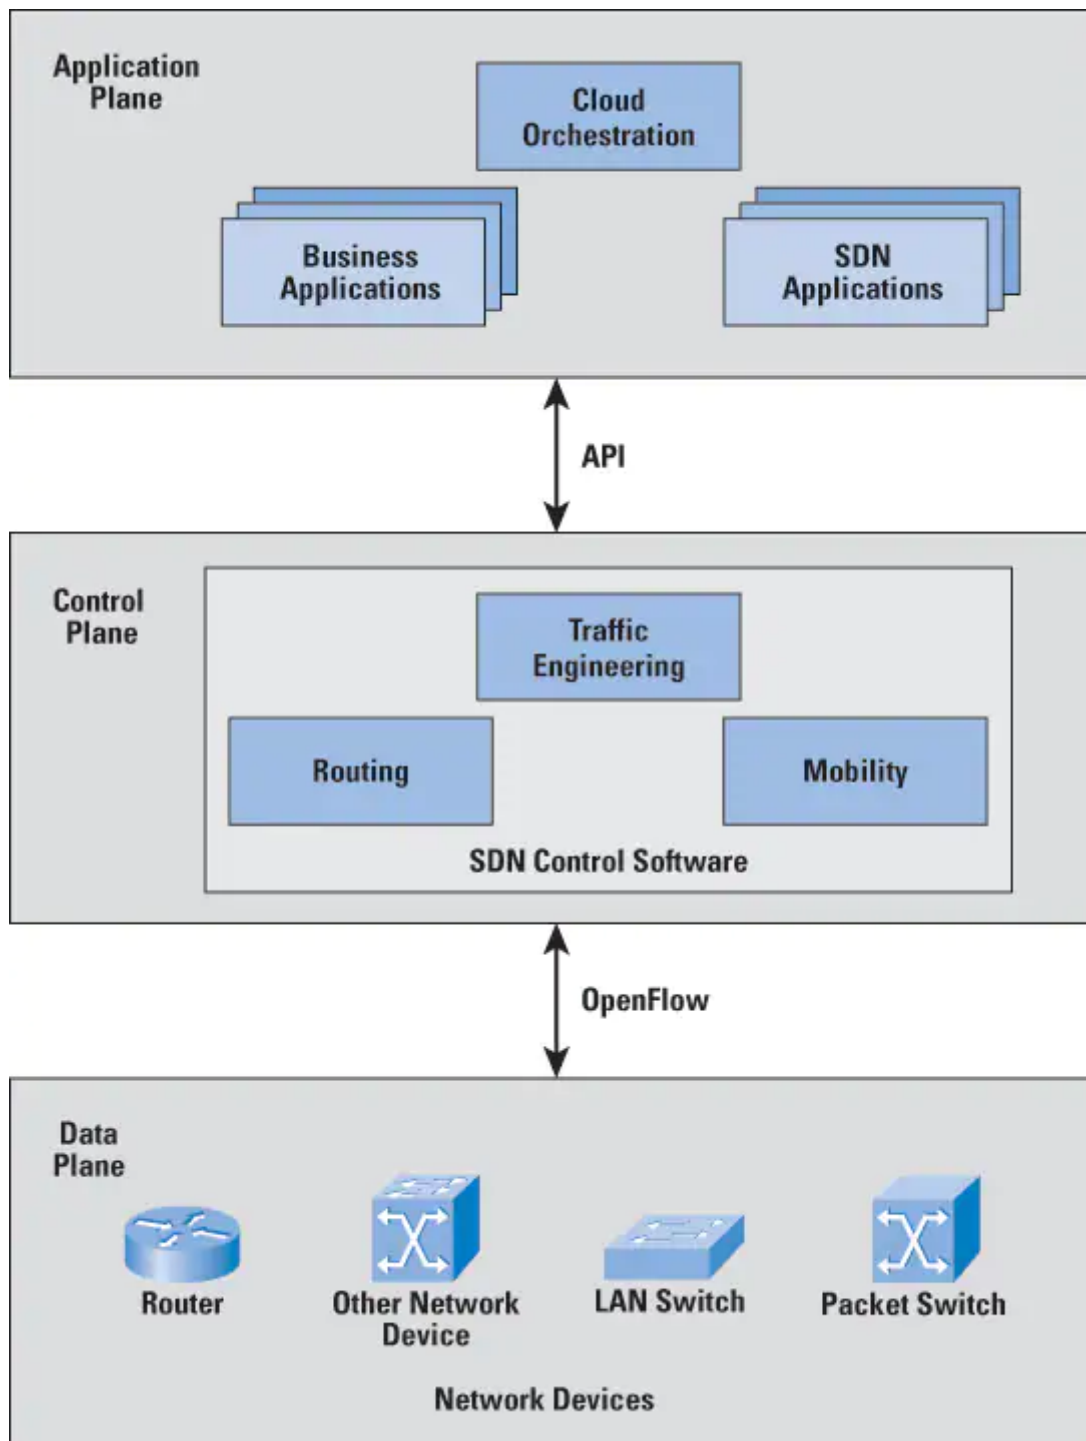 Application
Plane
Cloud
Orchestration
Business
Applications
SDN
Applications
API
Control
Plane
Traffic
Engineering
Routing
Mobility
SDN Control Software
OpenFlow
Data
Plane
Router
Other Network
Device
LAN Switch
Packet Switch
Network Devices